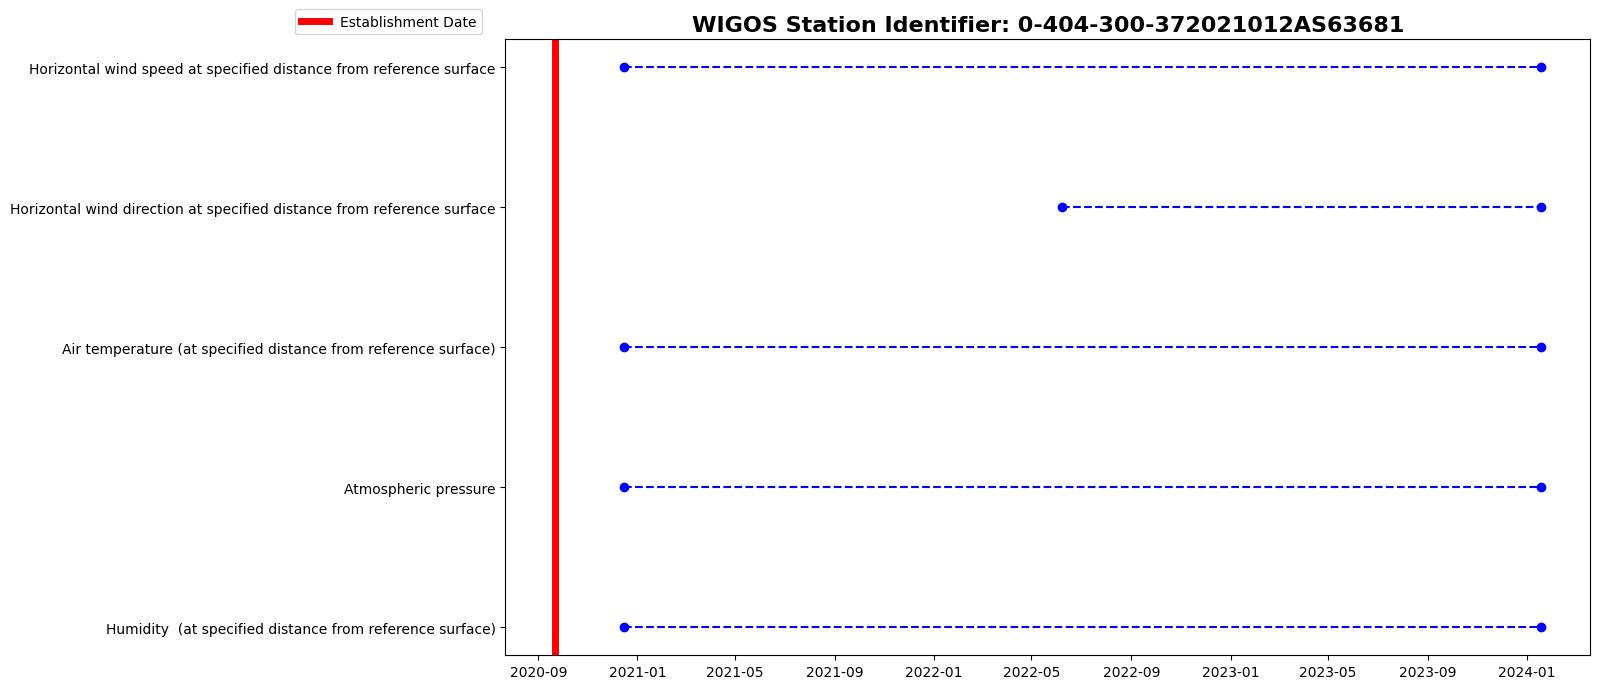 Establishment Date
WIGOS Station Identifier: 0-404-300-372021012AS63681
Horizontal wind speed at specified distance from reference surface
Horizontal wind direction at specified distance from reference surface
Air temperature (at specified distance from reference surface)
Atmospheric pressure
Humidity  (at specified distance from reference surface)
2020-09 2021-01 2021-05 2021-09 2022-01 2022-05 2022-09 2023-01 2023-05 2023-09 2024-01